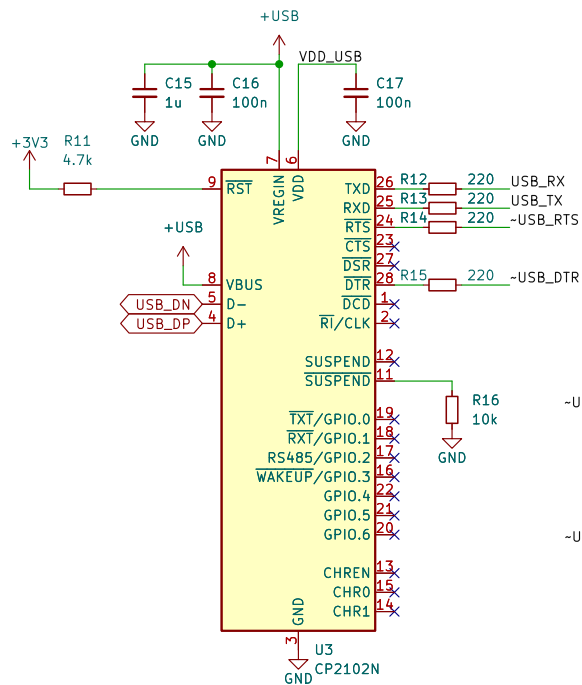 +USB
VDD_USB
C15
1u
C16
100n
C17
100n
GND
GND
GND
+3V3
R11
4.7k
7
6
9
RST
VREGIN
VDD
+USB
8
VBUS
USB_DN
5
D-
USB_DP
4
D+
TXD
26
R12
220
USB_RX
RXD
25
R13
220
USB_TX
RTS
24
R14
220
~USB_RTS
CTS
23
DSR
27
DTR
28
R15
220
~USB_DTR
DCD
1
RI/CLK
2
SUSPEND
12
SUSPEND
11
R16
10k
GND
~U
TXT/GPIO.0
19
RXT/GPIO.1
18
RS485/GPIO.2
17
WAKEUP/GPIO.3
16
GPIO.4
22
GPIO.5
21
GPIO.6
20
~U
CHREN
13
CHR0
15
CHR1
14
GND
3
U3
CP2102N
GND